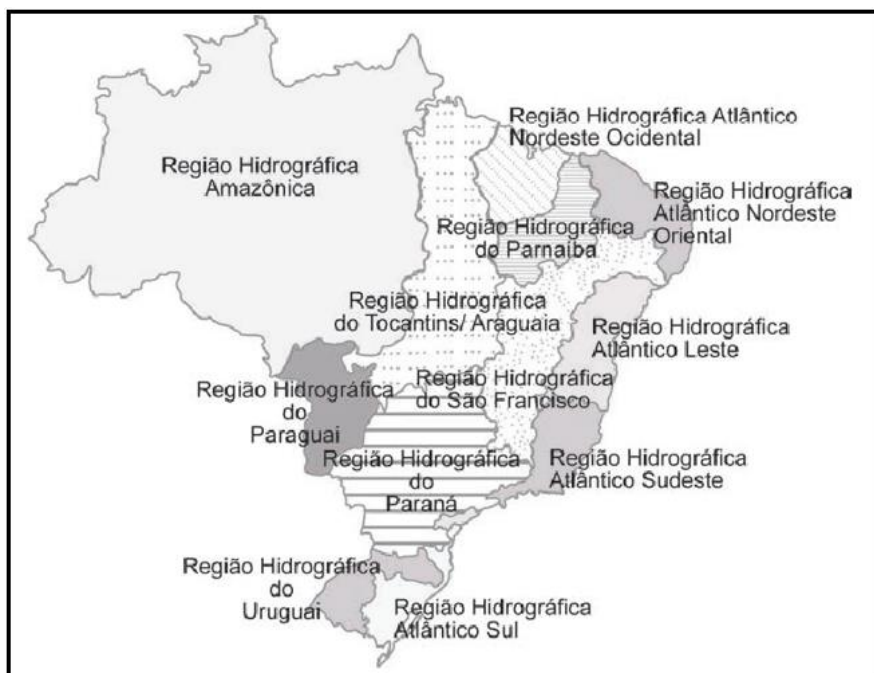 Região Hidrográfica Atlântico
Nordeste Ocidental
Região Hidrográfica
Amazônica
Região Hidrográfica
Atlântico Nordeste
Oriental
Região Hidrográfica
do Parnaíba
Região Hidrográfica
do Tocantins/ Araguaia
Região Hidrográfica
Atlântico Leste
Região Hidrográfica
do São Francisco
Região Hidrográfica
do
Paraguai
Região Hidrográfica
do
Paraná
Região Hidrográfica
Atlântico Sudeste
Região Hidrográfica
do
Uruguai
Região Hidrográfica
Atlântico Sul